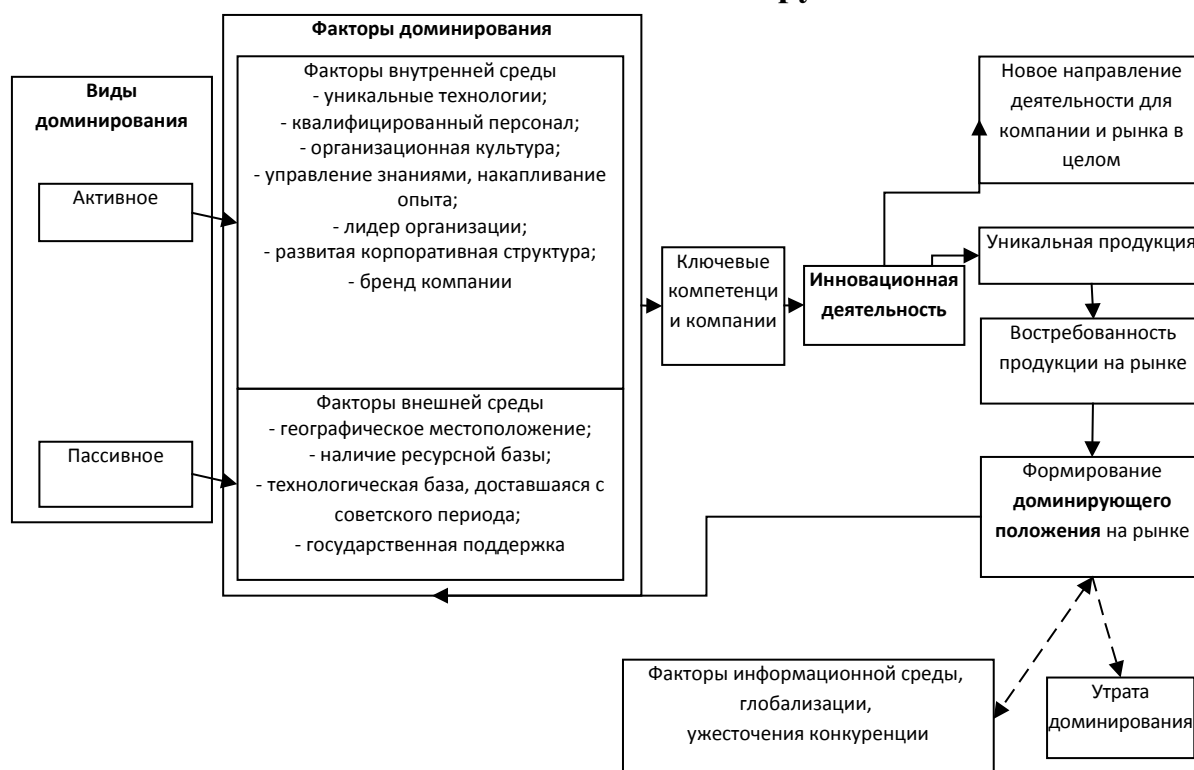 Факторы доминирования
Виды
доминирования
Активное
Пассивное
Факторы внутренней среды
- уникальные технологии;
- квалифицированный персонал;
- организационная культура;
- управление знаниями, накапливание
опыта;
- лидер организации;
- развитая корпоративная структура;
- бренд компании
Факторы внешней среды
- географическое местоположение;
- наличие ресурсной базы;
- технологическая база, доставшаяся с
советского периода;
- государственная поддержка
Ключевые
компетенци
и компании
Инновационная
деятельность
Новое направление
деятельности для
компании и рынка в
целом
Уникальная продукция
Востребованность
продукции на рынке
Формирование
доминирующего
положения на рынке
Факторы информационной среды,
глобализации,
ужесточения конкуренции
Утрата
доминирования